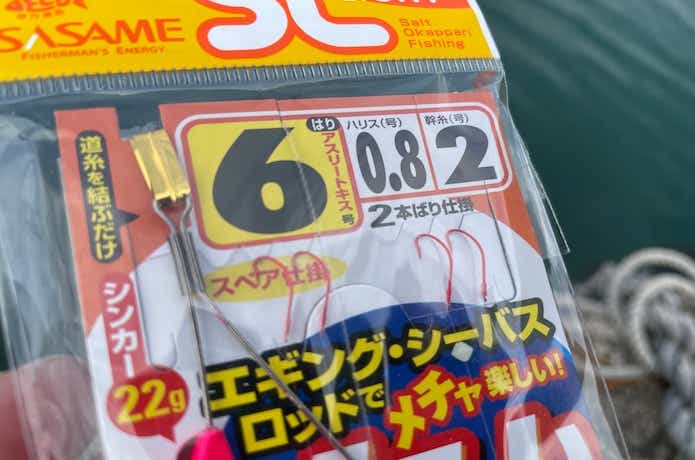 SASAME
FISHERMAN'S ENERGY
Salt
Okappari
Fishing
道糸を結ぶだけ
シンカー
22g
6
はり
アスリートキス
号
ハリス(号)
0.8
幹糸(号)
2
2本ばり仕掛
スペア仕掛
エギング・シーバス
ロッドで
メチャ楽しい!